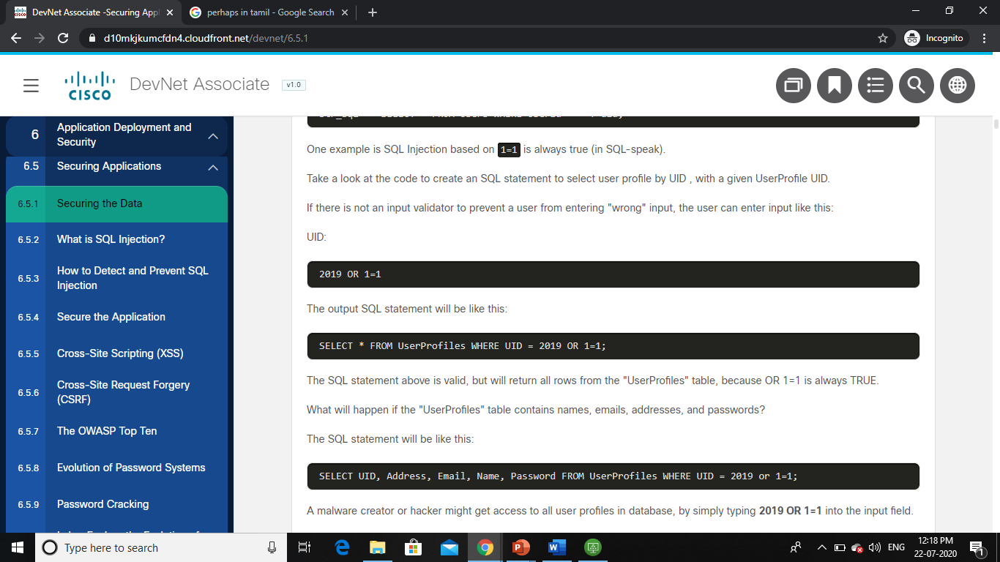 DevNet Associate -Securing Appl
perhaps in tamil - Google Search
d10mkjkumcfdn4.cloudfront.net/devnet/6.5.1
Incognito
CISCO
DevNet Associate
v1.0
6
Application Deployment and
Security
6.5
Securing Applications
6.5.1
Securing the Data
6.5.2
What is SQL Injection?
6.5.3
How to Detect and Prevent SQL
Injection
6.5.4
Secure the Application
6.5.5
Cross-Site Scripting (XSS)
6.5.6
Cross-Site Request Forgery
(CSRF)
6.5.7
The OWASP Top Ten
6.5.8
Evolution of Password Systems
6.5.9
Password Cracking
One example is SQL Injection based on 1=1 is always true (in SQL-speak).
Take a look at the code to create an SQL statement to select user profile by UID , with a given UserProfile UID.
If there is not an input validator to prevent a user from entering "wrong" input, the user can enter input like this:
UID:
2019 OR 1=1
The output SQL statement will be like this:
SELECT * FROM UserProfiles WHERE UID = 2019 OR 1=1;
The SQL statement above is valid, but will return all rows from the "UserProfiles" table, because OR 1=1 is always TRUE.
What will happen if the "UserProfiles" table contains names, emails, addresses, and passwords?
The SQL statement will be like this:
SELECT UID, Address, Email, Name, Password FROM UserProfiles WHERE UID = 2019 or 1=1;
A malware creator or hacker might get access to all user profiles in database, by simply typing 2019 OR 1=1 into the input field.
Type here to search
ENG
12:18 PM
22-07-2020
1